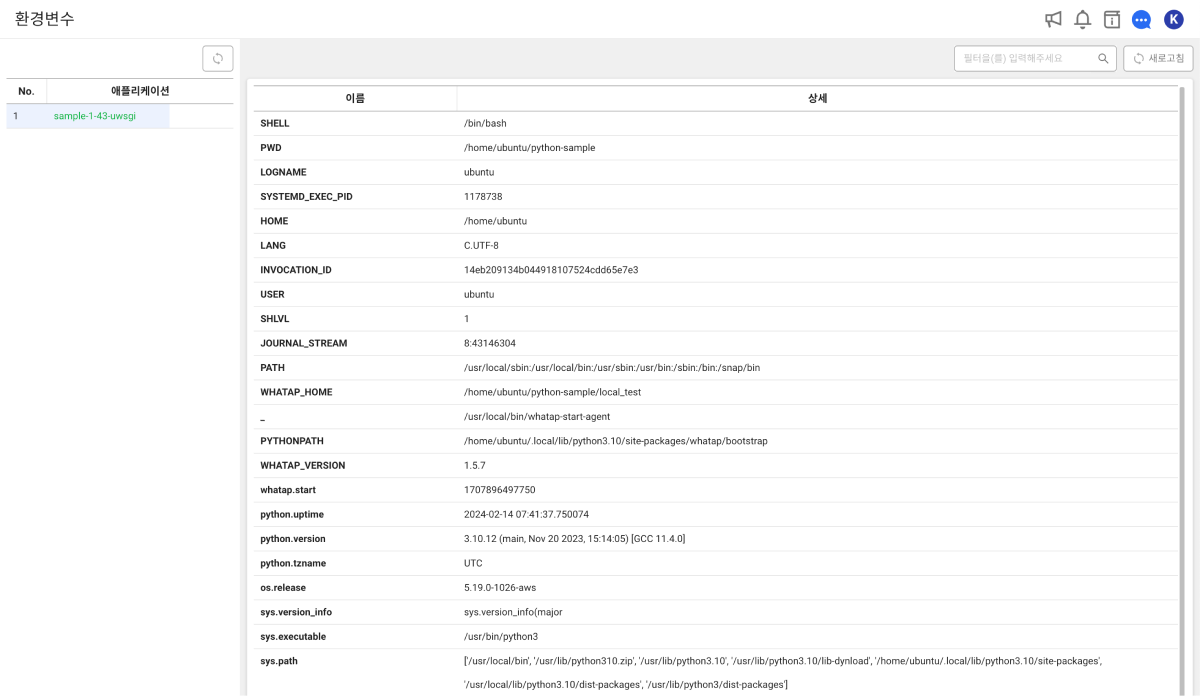 환경변수
K
필터을(를) 입력해주세요
새로고침
No. 애플리케이션
1 sample-1-43-uwsgi
이름 상세
SHELL /bin/bash
PWD /home/ubuntu/python-sample
LOGNAME ubuntu
SYSTEMD_EXEC_PID 1178738
HOME /home/ubuntu
LANG C.UTF-8
INVOCATION_ID 14eb209134b044918107524cdd65e7e3
USER ubuntu
SHLVL 1
JOURNAL_STREAM 8:43146304
PATH /usr/local/sbin:/usr/local/bin:/usr/sbin:/usr/bin:/sbin:/bin:/snap/bin
WHATAP_HOME /home/ubuntu/python-sample/local_test
_ /usr/local/bin/whatap-start-agent
PYTHONPATH /home/ubuntu/.local/lib/python3.10/site-packages/whatap/bootstrap
WHATAP_VERSION 1.5.7
whatap.start 1707896497750
python.uptime 2024-02-14 07:41:37.750074
python.version 3.10.12 (main, Nov 20 2023, 15:14:05) [GCC 11.4.0]
python.tzname UTC
os.release 5.19.0-1026-aws
sys.version_info sys.version_info(major
sys.executable /usr/bin/python3
sys.path ['/usr/local/bin', '/usr/lib/python310.zip', '/usr/lib/python3.10', '/usr/lib/python3.10/lib-dynload', '/home/ubuntu/.local/lib/python3.10/site-packages',
'/usr/local/lib/python3.10/dist-packages', '/usr/lib/python3/dist-packages']